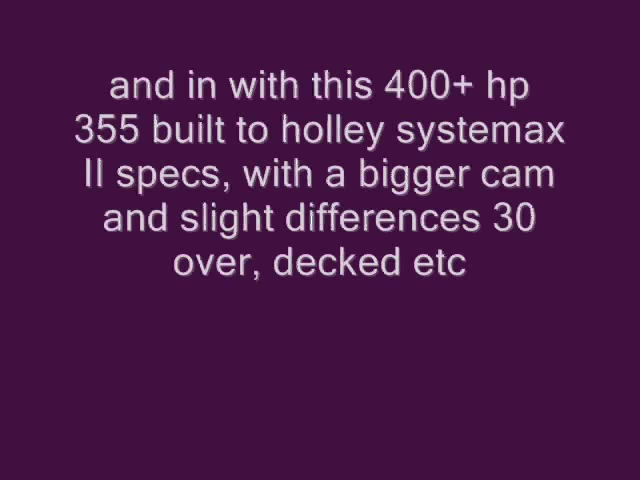 and in with this 400+ hp
355 built to holley systemax
II specs, with a bigger cam
and slight differences 30
over, decked etc